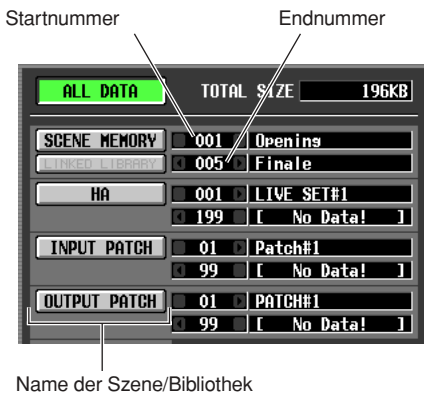 Startnummer Endnummer
ALL DATA TOTAL SIZE 196KB
SCENE MEMORY 001 Opening
LINKED LIBRARY 005 Finale
HA 001 LIVE SET#1
199 [ No Data! ]
INPUT PATCH 01 Patch#1
99 [ No Data! ]
OUTPUT PATCH 01 PATCH#1
99 [ No Data! ]
Name der Szene/Bibliothek